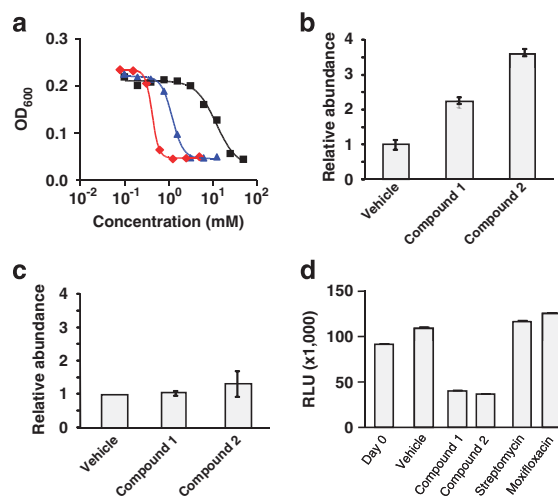 a
0.3
0.2
0.1
0.0
OD600
10-2 10-1 100 101 102
Concentration (mM)
b
4
3
2
1
0
Relative abundance
Vehicle
Compound 1
Compound 2
c
4
3
2
1
0
Relative abundance
Vehicle
Compound 1
Compound 2
d
150
100
50
0
RLU (x1,000)
Day 0
Vehicle
Compound 1
Compound 2
Streptomycin
Moxifloxacin